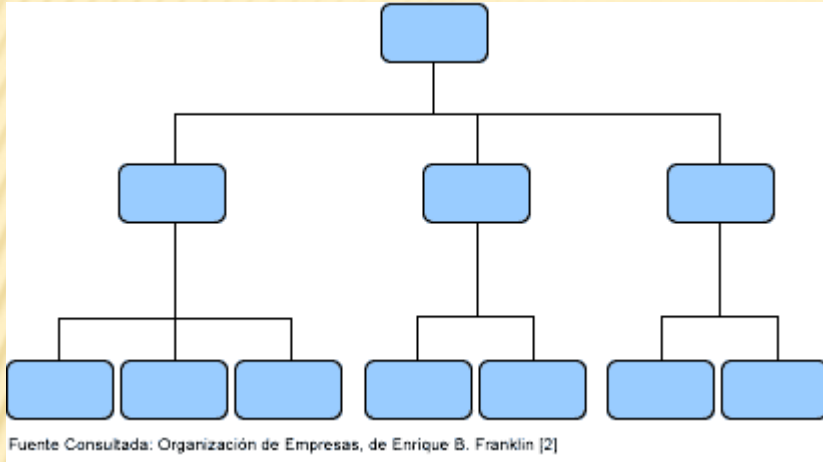 Fuente Consultada: Organización de Empresas, de Enrique B. Franklin [2]